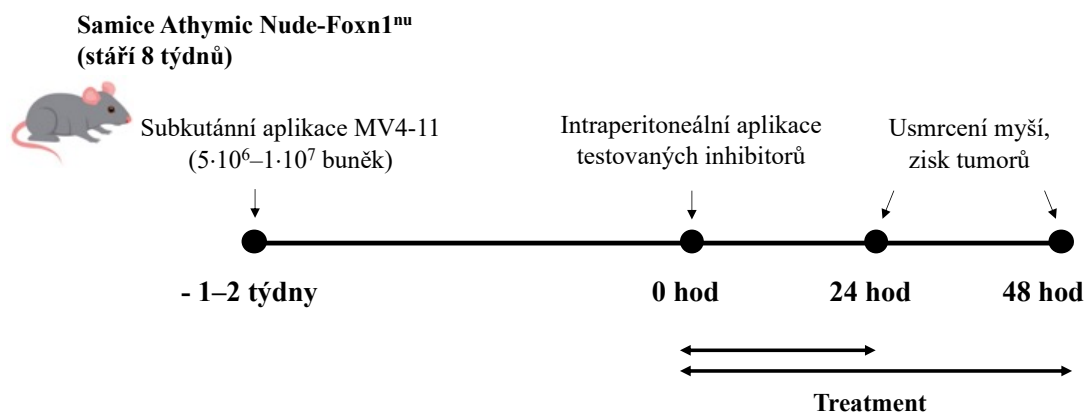 Samice Athymic Nude-Foxn1ⁿᵘ
(stáří 8 týdnů)
Subkutánní aplikace MV4-11
(5·10⁶–1·10⁷ buněk)
Intraperitoneální aplikace
testovaných inhibitorů
Usmrcení myší,
zisk tumorů
- 1–2 týdny
0 hod
24 hod
48 hod
Treatment